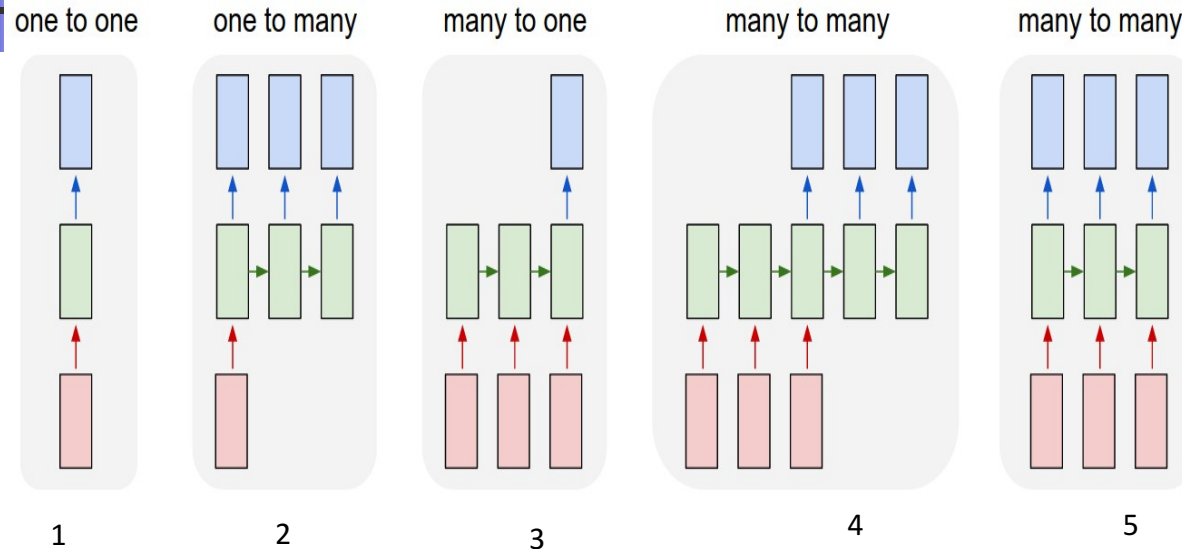 one to one
one to many
many to one
many to many
many to many
1
2
3
4
5